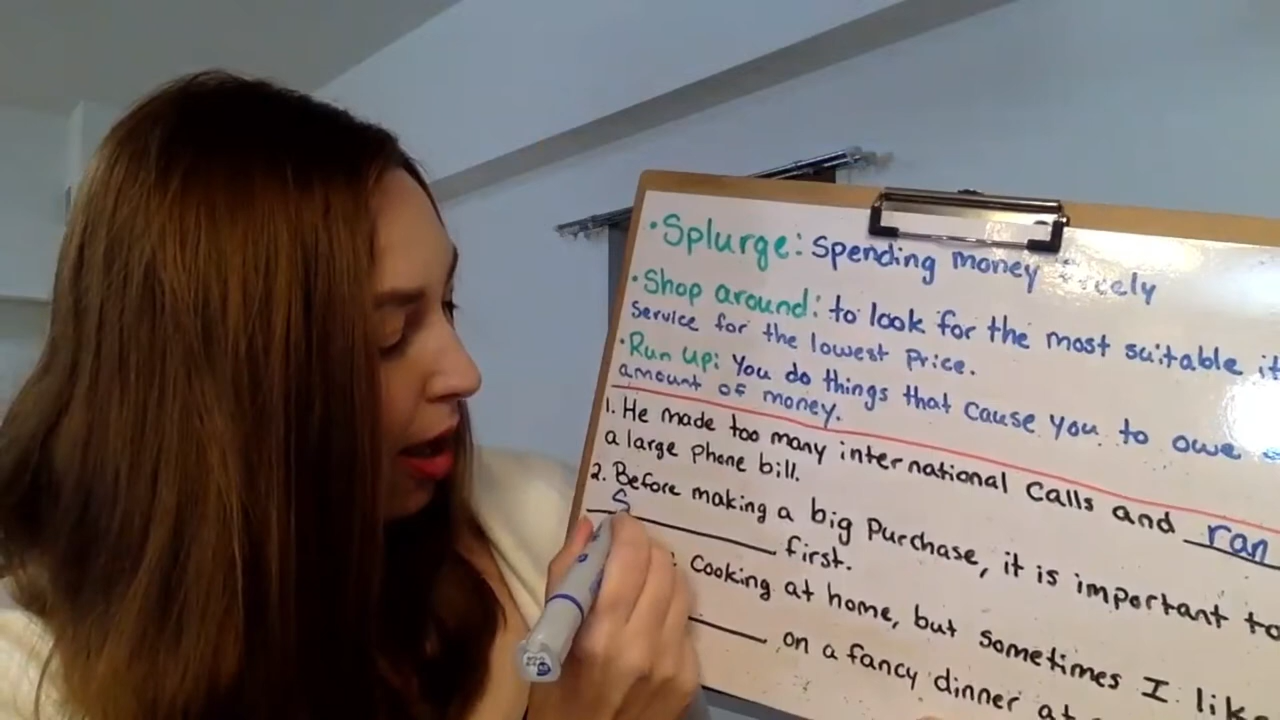 • Splurge: Spending money freely
• Shop around: to look for the most suitable it
service for the lowest price.
• Run up: You do things that cause you to owe
amount of money.
1. He made too many international calls and ran
a large phone bill.
2. Before making a big purchase, it is important to
S first.
Cooking at home, but sometimes I like
on a fancy dinner at